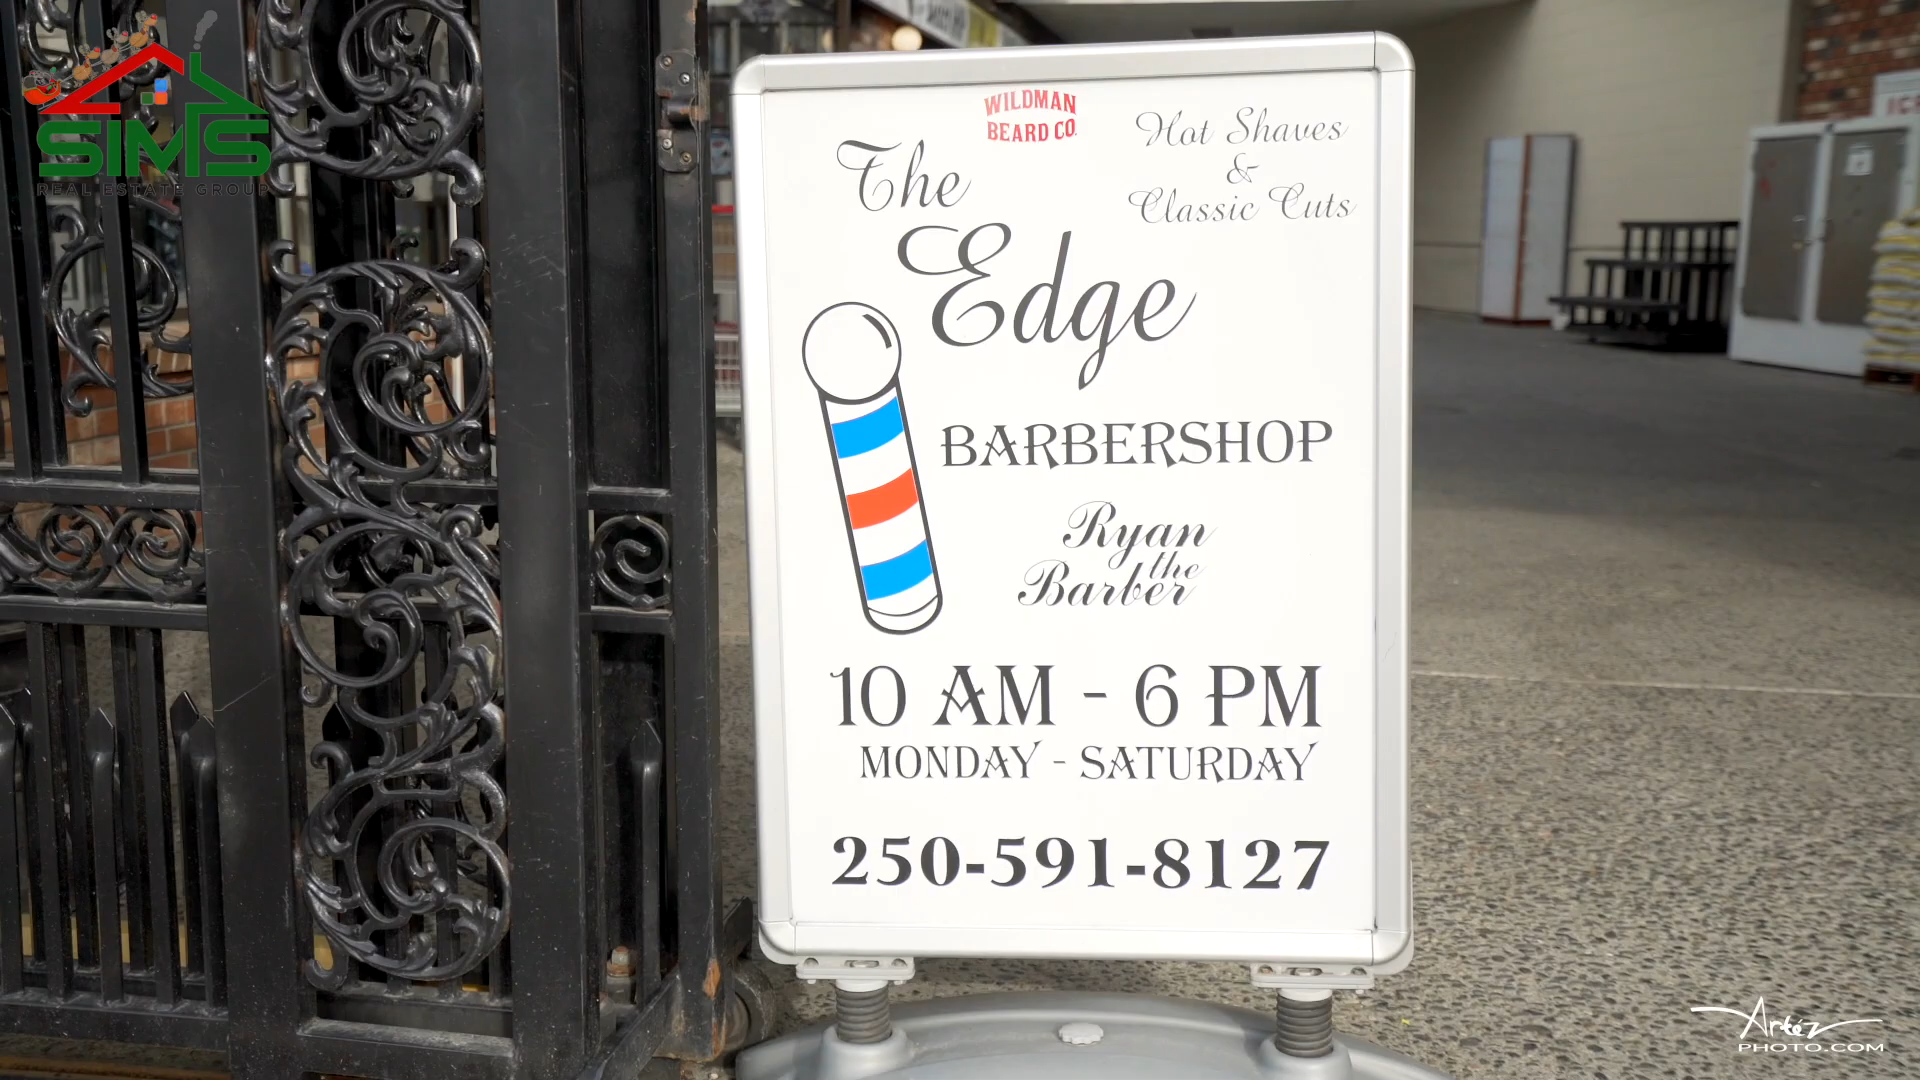 SIMS
REAL ESTATE GROUP
WILDMAN
BEARD CO.
Hot Shaves
&
Classic Cuts
The
Edge
BARBERSHOP
Ryan
the
Barber
10 AM - 6 PM
MONDAY - SATURDAY
250-591-8127
Artéz
PHOTO.COM